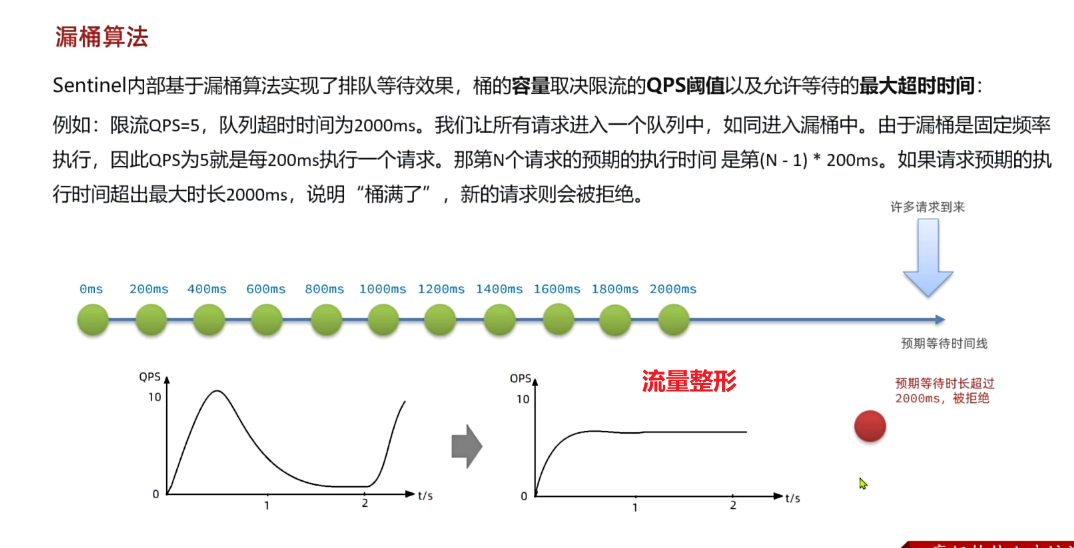 漏桶算法
Sentinel内部基于漏桶算法实现了排队等待效果，桶的容量取决限流的QPS阈值以及允许等待的最大超时时间：
例如：限流QPS=5，队列超时时间为2000ms。我们让所有请求进入一个队列中，如同进入漏桶中。由于漏桶是固定频率
执行，因此QPS为5就是每200ms执行一个请求。那第N个请求的预期的执行时间 是第(N - 1) * 200ms。如果请求预期的执
行时间超出最大时长2000ms，说明“桶满了”，新的请求则会被拒绝。
许多请求到来
0ms 200ms 400ms 600ms 800ms 1000ms 1200ms 1400ms 1600ms 1800ms 2000ms
预期等待时间线
QPS
10
0
1
2
t/s
QPS
10
0
1
2
t/s
流量整形
预期等待时长超过
2000ms，被拒绝